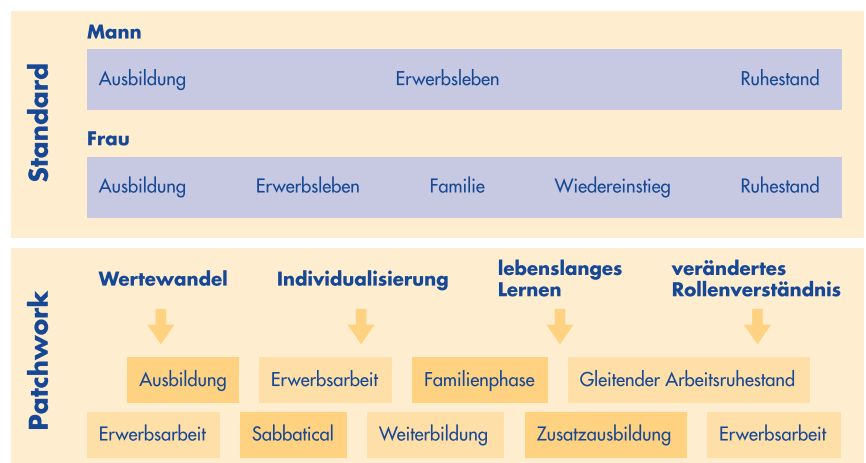 Standard
Mann
Ausbildung Erwerbsleben Ruhestand
Frau
Ausbildung Erwerbsleben Familie Wiedereinstieg Ruhestand
Patchwork
Wertewandel Individualisierung lebenslanges Lernen verändertes Rollenverständnis
Ausbildung Erwerbsarbeit Familienphase Gleitender Arbeitsruhestand
Erwerbsarbeit Sabbatical Weiterbildung Zusatzausbildung Erwerbsarbeit